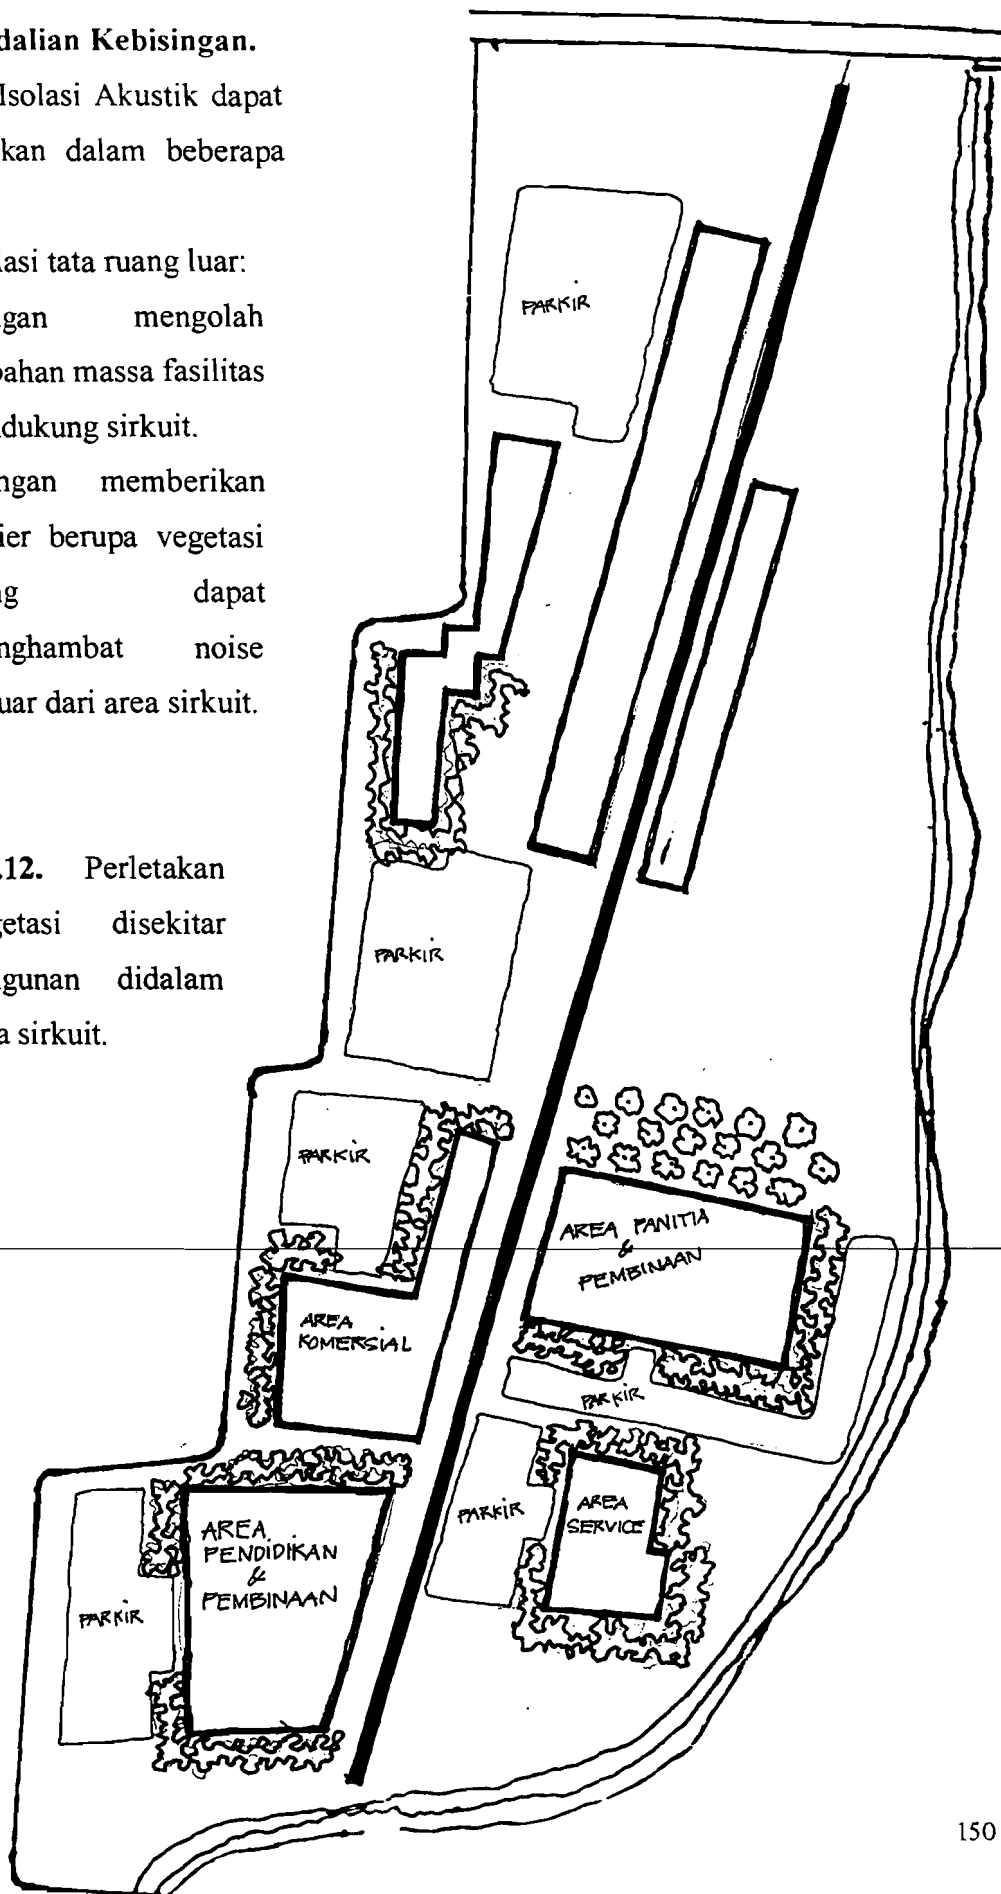 dalian Kebisingan.
Isolasi Akustik dapat
kan dalam beberapa
asi tata ruang luar:
gan mengolah
bahan massa fasilitas
dukung sirkuit.
ngan memberikan
ier berupa vegetasi
ng dapat
nghambat noise
uar dari area sirkuit.
.12. Perletakan
getasi disekitar
gunan didalam
a sirkuit.
PARKIR
PARKIR
PARKIR
AREA PANITIA
&
PEMBINAAN
AREA
KOMERSIAL
PARKIR
PARKIR
AREA
SERVICE
AREA
PENDIDIKAN
&
PEMBINAAN
PARKIR
150